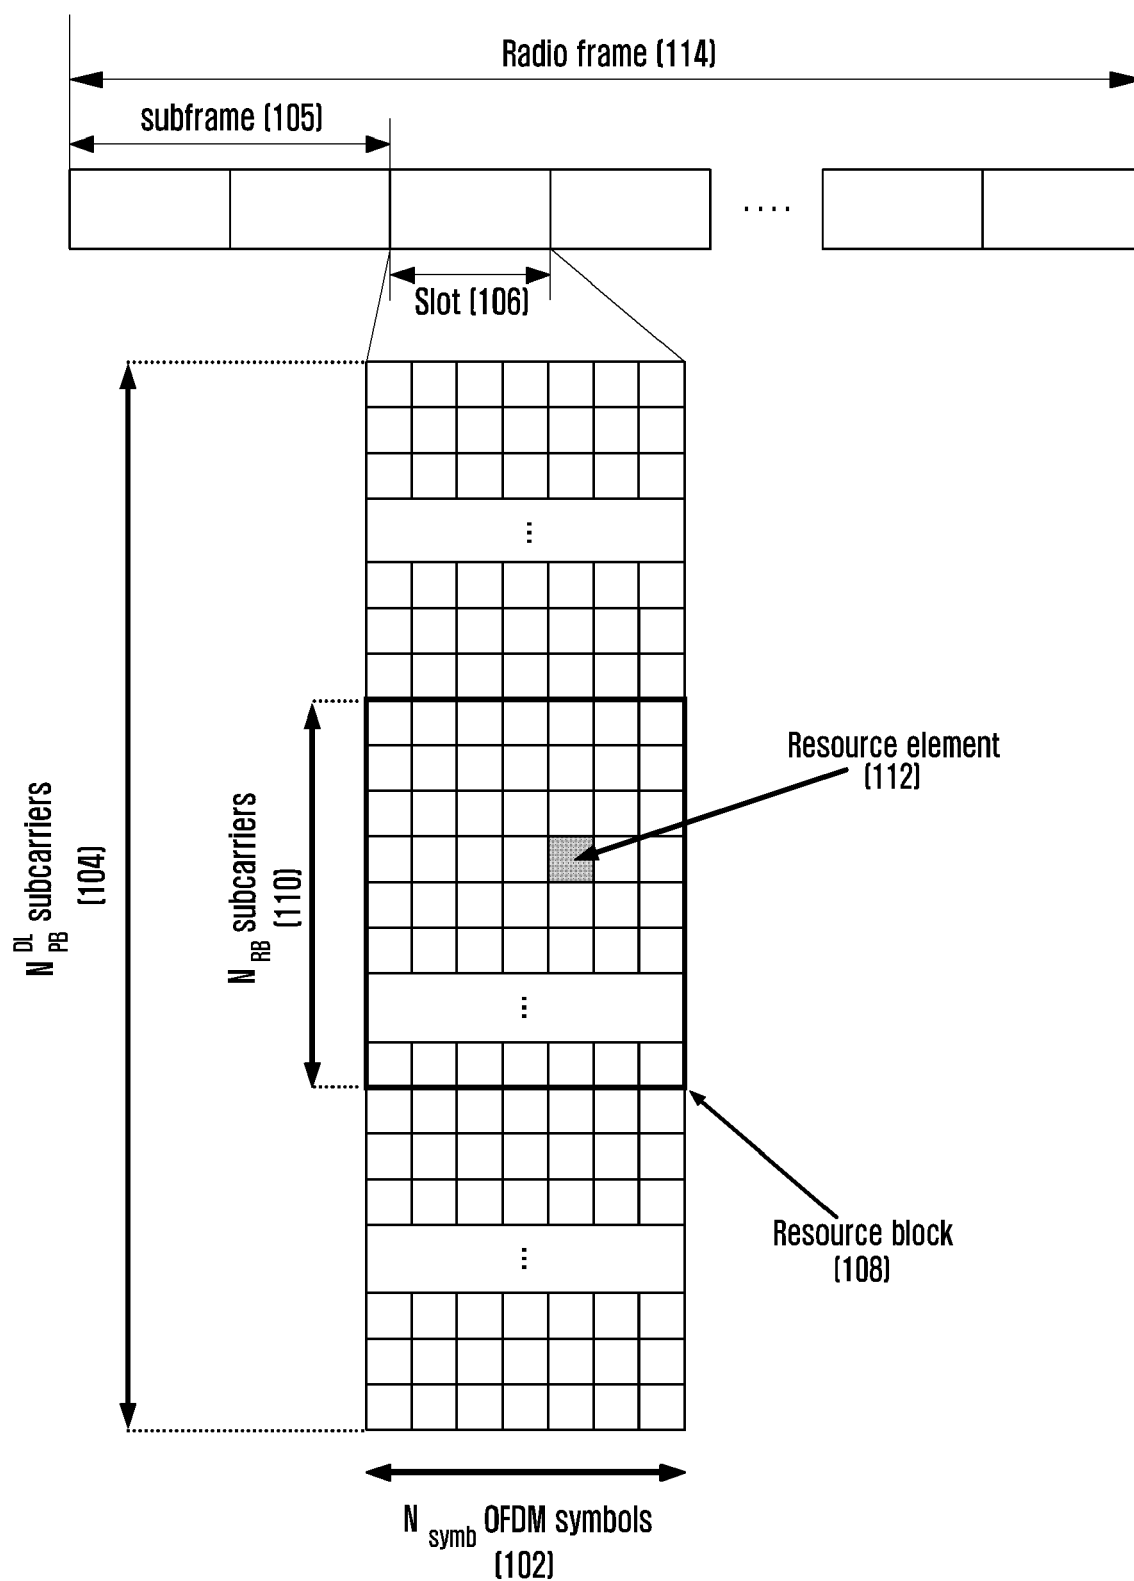 Radio frame (114)
subframe (105)
....
Slot (106)
...
Resource element
(112)
N DL PB subcarriers
(104)
N RB subcarriers
(110)
...
Resource block
(108)
...
N symb OFDM symbols
(102)